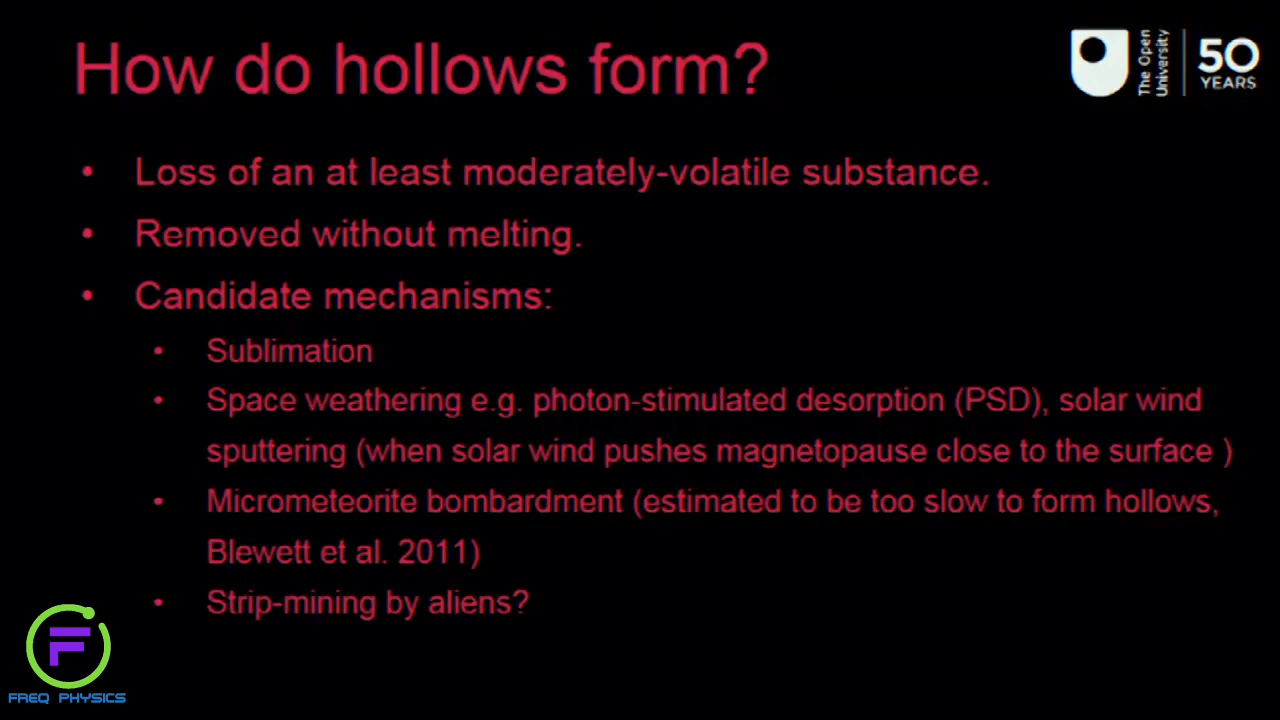 How do hollows form?
The Open
University
50
YEARS
• Loss of an at least moderately-volatile substance.
• Removed without melting.
• Candidate mechanisms:
• Sublimation
• Space weathering e.g. photon-stimulated desorption (PSD), solar wind
sputtering (when solar wind pushes magnetopause close to the surface )
• Micrometeorite bombardment (estimated to be too slow to form hollows,
Blewett et al. 2011)
• Strip-mining by aliens?
F
FREQ PHYSICS